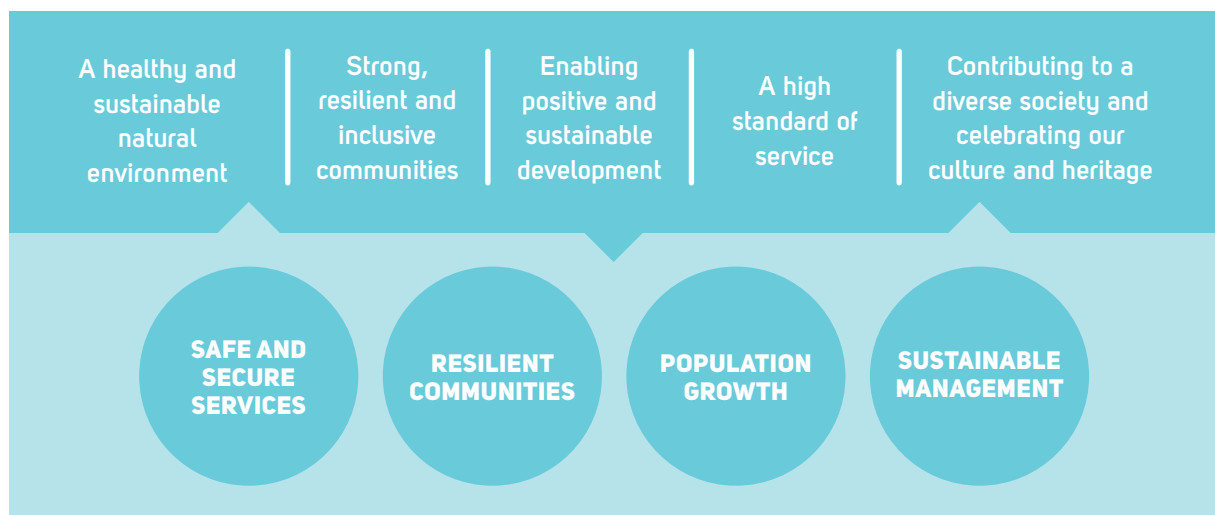 A healthy and
sustainable
natural
environment
Strong,
resilient and
inclusive
communities
Enabling
positive and
sustainable
development
A high
standard of
service
Contributing to a
diverse society and
celebrating our
culture and heritage
SAFE AND
SECURE
SERVICES
RESILIENT
COMMUNITIES
POPULATION
GROWTH
SUSTAINABLE
MANAGEMENT